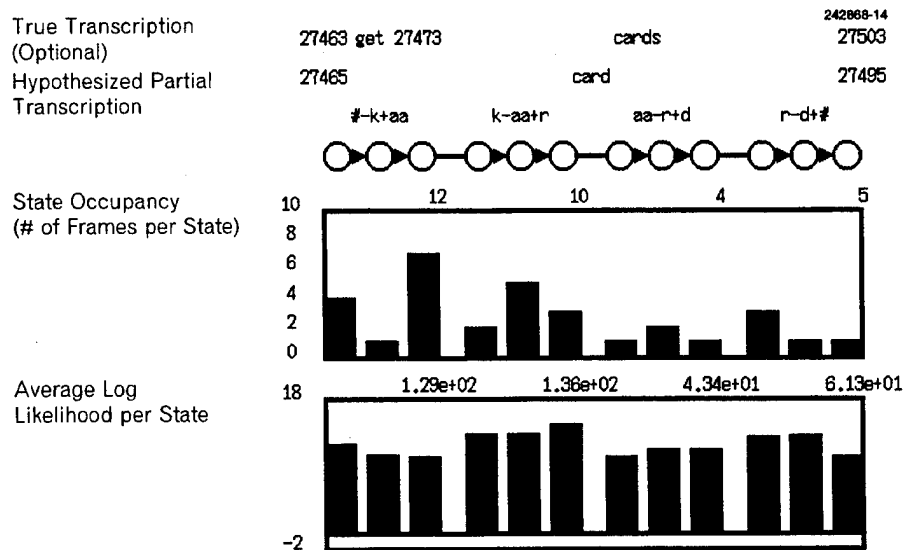 242868-14
True Transcription
(Optional)
27463 get 27473 cards 27503
Hypothesized Partial
Transcription
27465 card 27495
#-k+aa k-aa+r aa-r+d r-d+#
State Occupancy
(# of Frames per State)
12 10 4 5
10
8
6
4
2
0
Average Log
Likelihood per State
1.29e+02 1.36e+02 4.34e+01 6.13e+01
18
-2